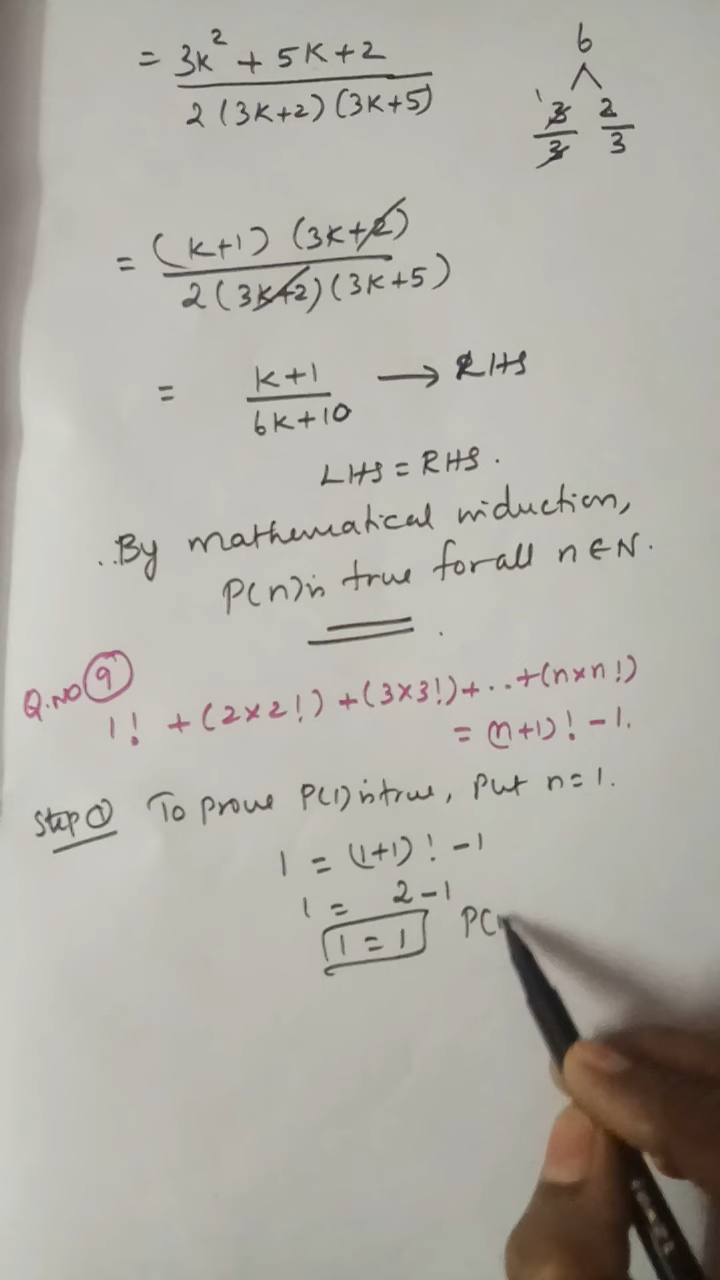 = 3k² + 5k + 2
2 (3k+2) (3k+5)
6
1 3 2
3 3
= (k+1) (3k+2)
2 (3k+2) (3k+5)
= k+1 → RHS
6k+10
LHS = RHS.
∴ By mathematical induction,
P(n) is true for all n ∈ N.
Q.NO 9
1! + (2×2!) + (3×3!) + .. + (n×n!)
= (n+1)! - 1.
Step 1 To prove P(1) is true, Put n = 1.
1 = (1+1)! - 1
1 = 2 - 1
1 = 1 P(